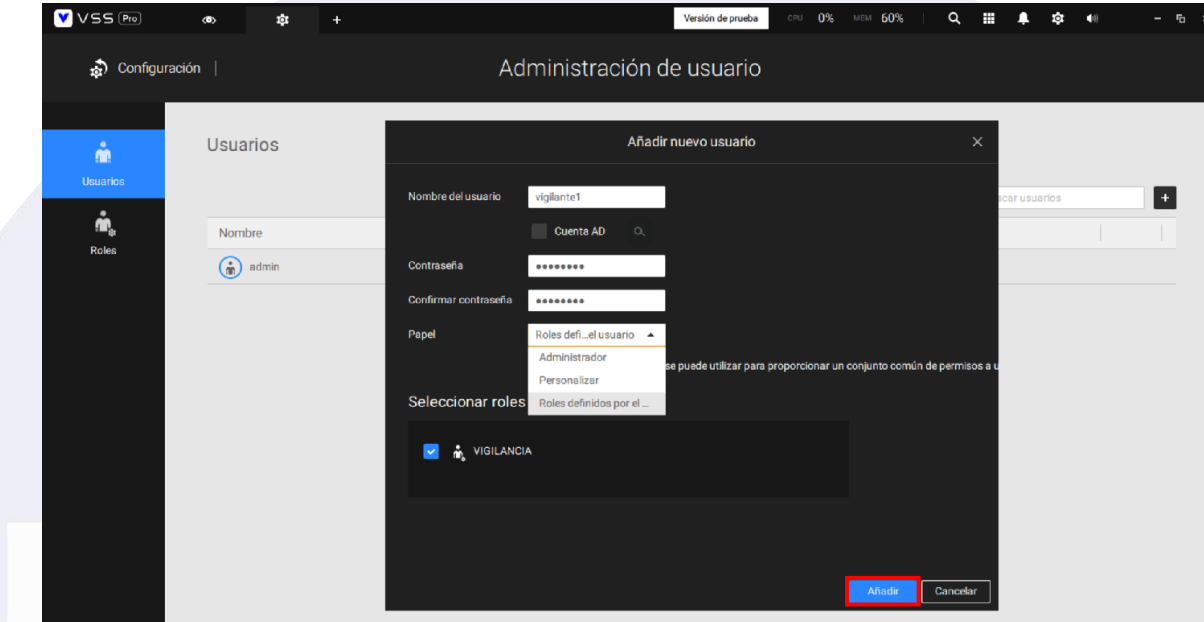 VSS Pro
Versión de prueba
CPU 0%
MEM 60%
Configuración
Administración de usuario
Usuarios
Roles
Usuarios
car usuarios
Nombre
admin
Añadir nuevo usuario
Nombre del usuario
vigilante1
Cuenta AD
Contraseña
Confirmar contraseña
Papel
Roles defi...el usuario
Administrador
Personalizar
Roles definidos por el ...
se puede utilizar para proporcionar un conjunto común de permisos a u
Seleccionar roles
VIGILANCIA
Añadir
Cancelar